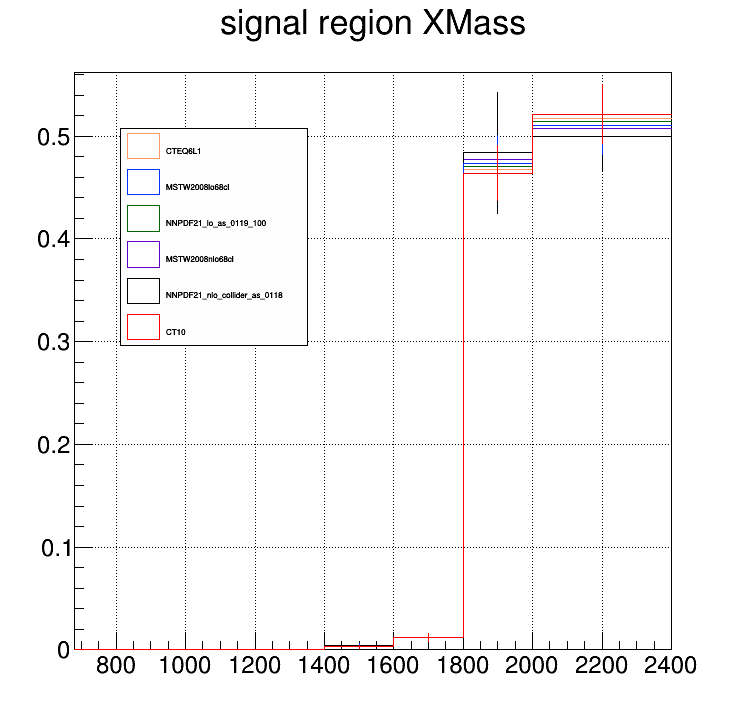 signal region XMass
0.5
0.4
0.3
0.2
0.1
0
CTEQ6L1
MSTW2008lo68cl
NNPDF21_lo_as_0119_100
MSTW2008nlo68cl
NNPDF21_nlo_collider_as_0118
CT10
800 1000 1200 1400 1600 1800 2000 2200 2400